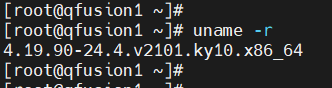 [root@qfusion1 ~]#
[root@qfusion1 ~]# uname -r
4.19.90-24.4.v2101.ky10.x86_64
[root@qfusion1 ~]#
[root@qfusion1 ~]#